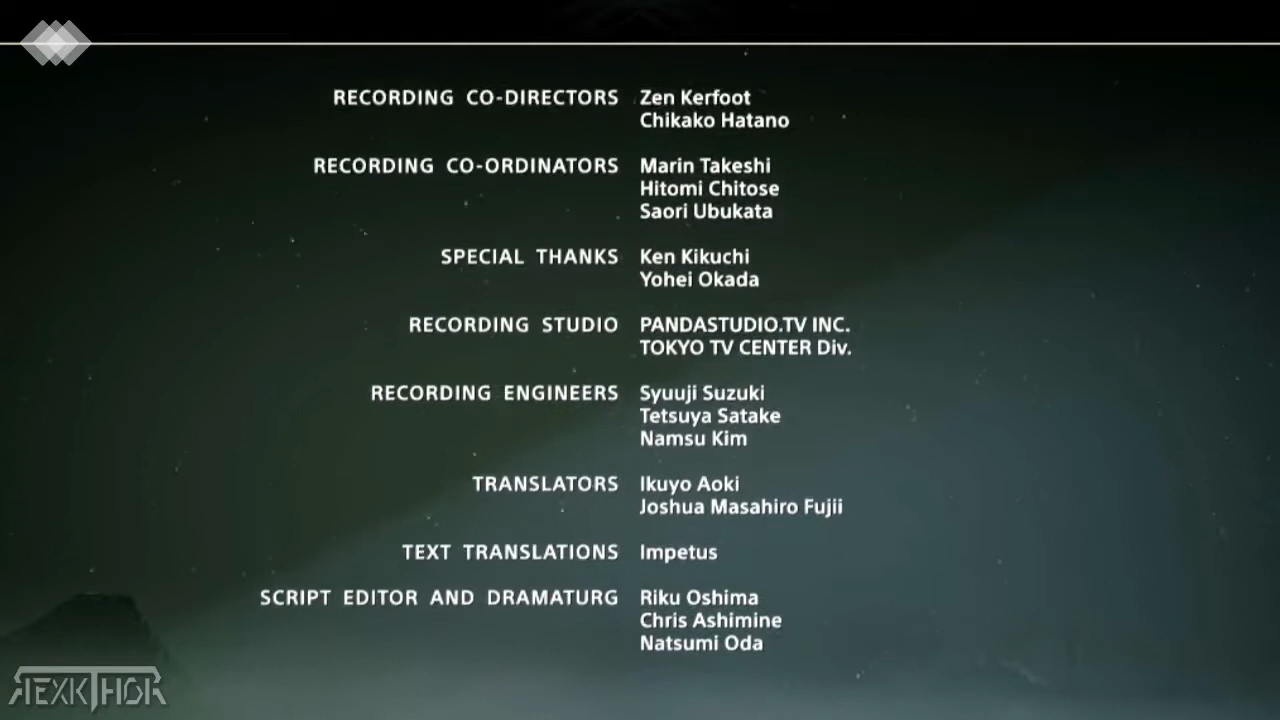 RECORDING CO-DIRECTORS Zen Kerfoot
Chikako Hatano
RECORDING CO-ORDINATORS Marin Takeshi
Hitomi Chitose
Saori Ubukata
SPECIAL THANKS Ken Kikuchi
Yohei Okada
RECORDING STUDIO PANDASTUDIO.TV INC.
TOKYO TV CENTER Div.
RECORDING ENGINEERS Syuuji Suzuki
Tetsuya Satake
Namsu Kim
TRANSLATORS Ikuyo Aoki
Joshua Masahiro Fujii
TEXT TRANSLATIONS Impetus
SCRIPT EDITOR AND DRAMATURG Riku Oshima
Chris Ashimine
Natsumi Oda